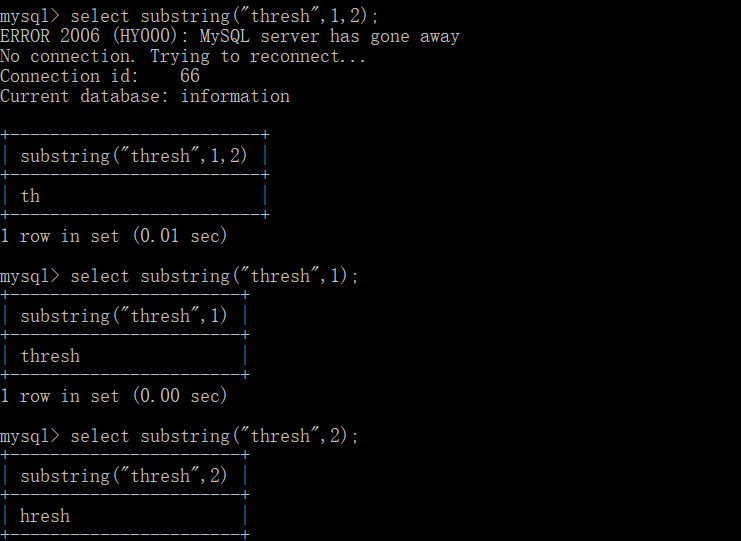 mysql> select substring("thresh",1,2);
ERROR 2006 (HY000): MySQL server has gone away
No connection. Trying to reconnect...
Connection id:    66
Current database: information
+-------------------------+
| substring("thresh",1,2) |
+-------------------------+
| th                      |
+-------------------------+
1 row in set (0.01 sec)
mysql> select substring("thresh",1);
+-----------------------+
| substring("thresh",1) |
+-----------------------+
| thresh                |
+-----------------------+
1 row in set (0.00 sec)
mysql> select substring("thresh",2);
+-----------------------+
| substring("thresh",2) |
+-----------------------+
| hresh                 |
+-----------------------+